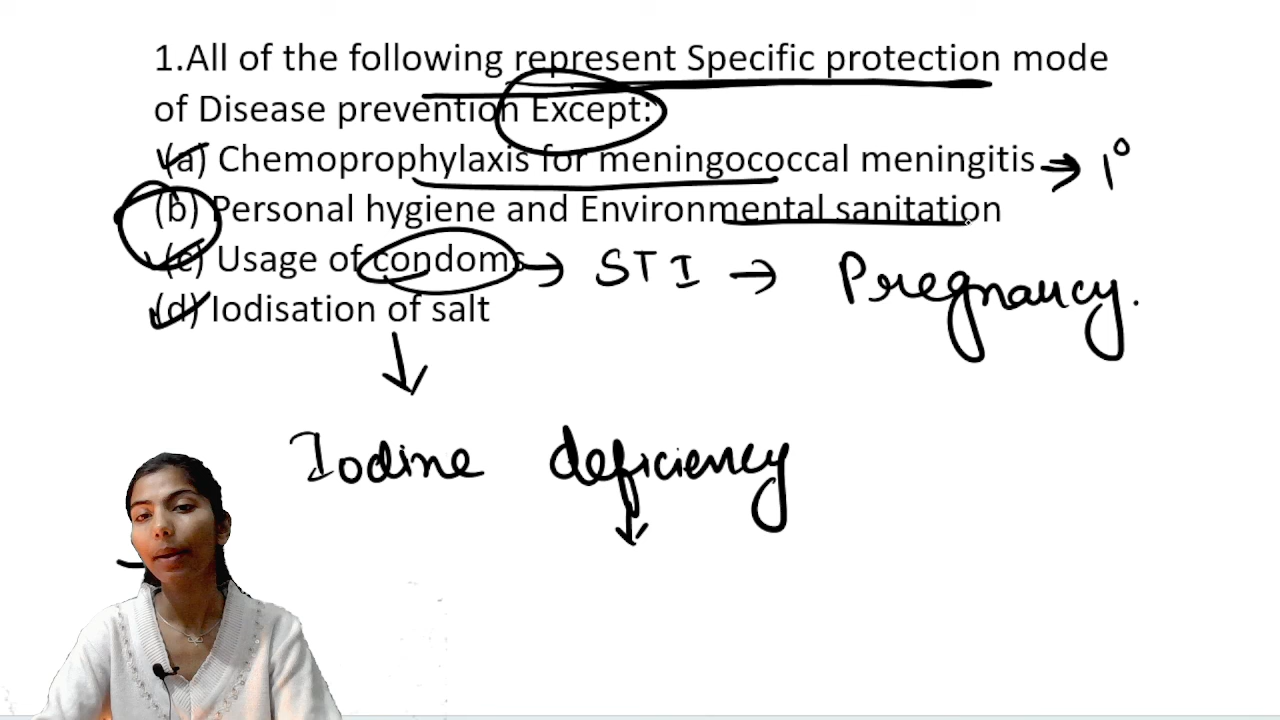 1.All of the following represent Specific protection mode
of Disease prevention Except:
(a) Chemoprophylaxis for meningococcal meningitis → 1°
(b) Personal hygiene and Environmental sanitation
(c) Usage of condoms → STI → Pregnancy.
(d) Iodisation of salt
↓
Iodine deficiency
↓